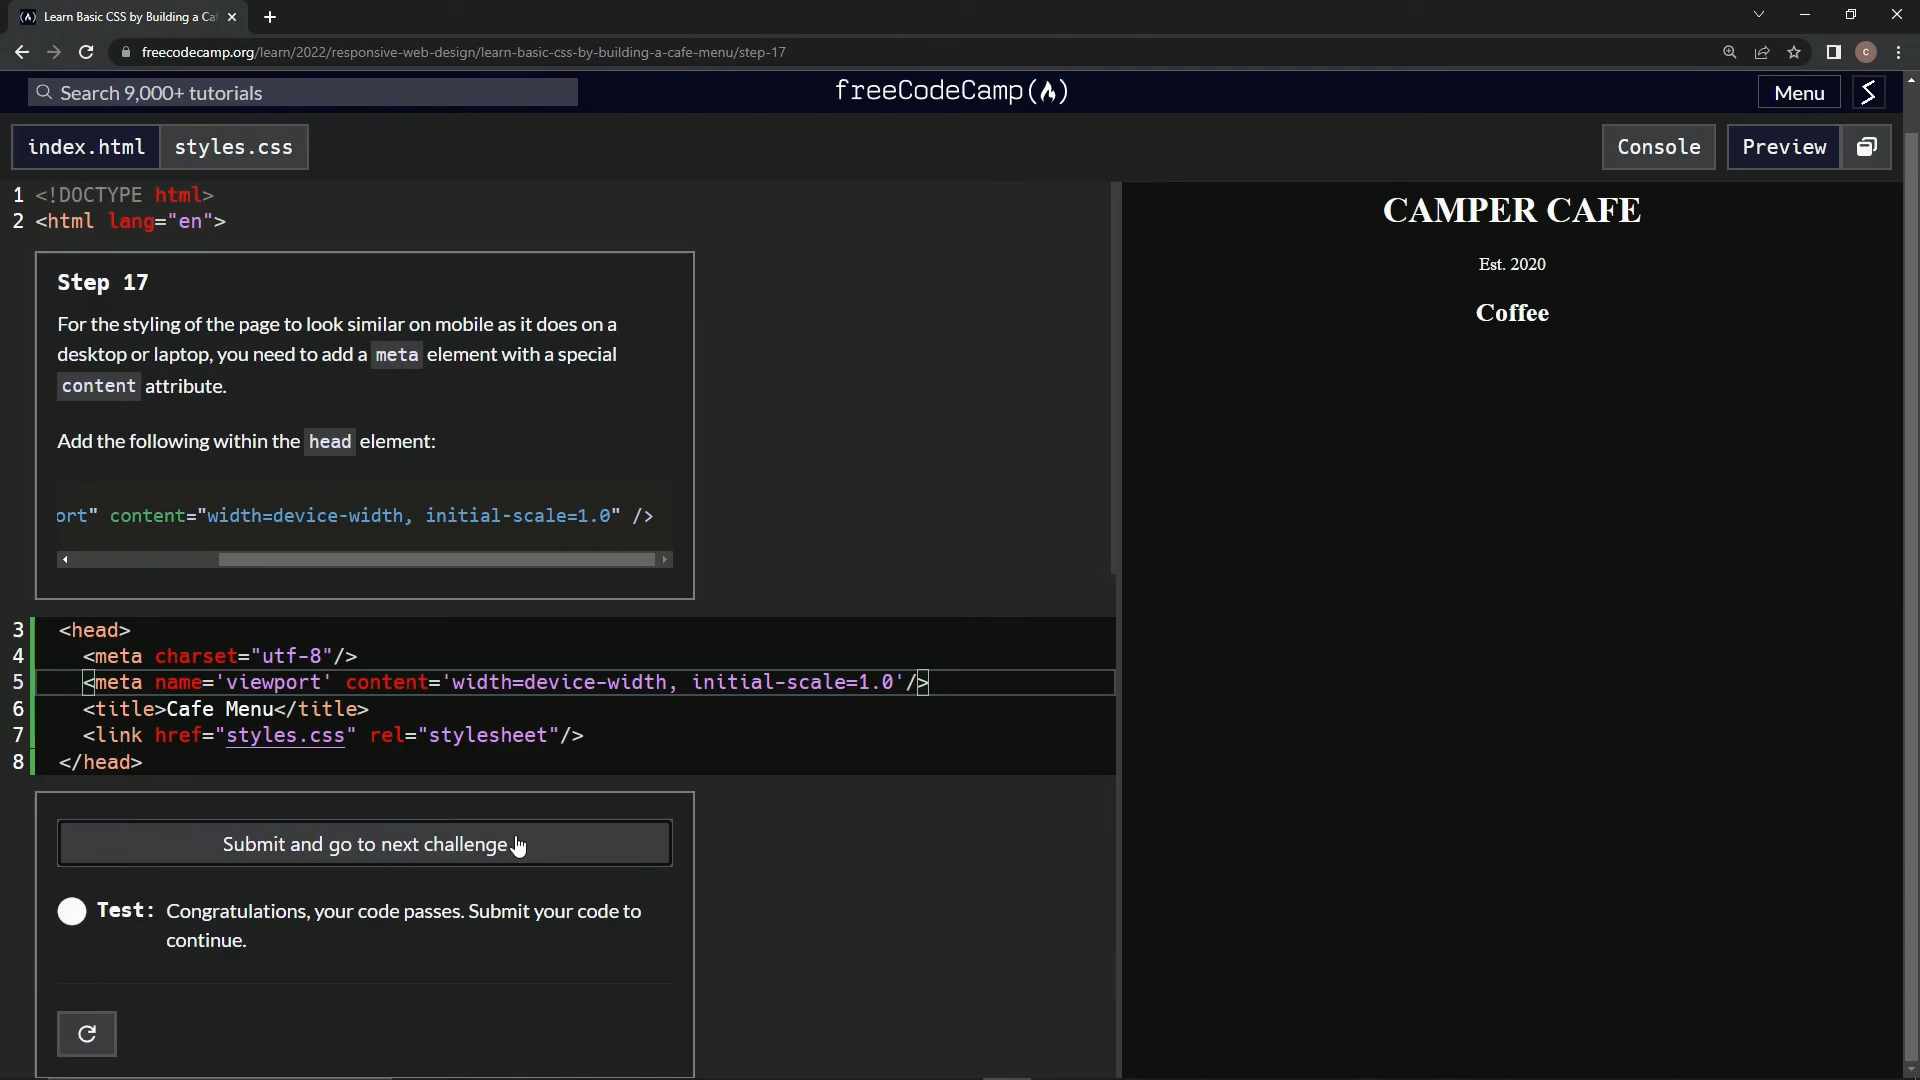 Learn Basic CSS by Building a Ca
freecodecamp.org/learn/2022/responsive-web-design/learn-basic-css-by-building-a-cafe-menu/step-17
c
Search 9,000+ tutorials
freeCodeCamp
Menu
index.html
styles.css
Console
Preview
1 <!DOCTYPE html>
2 <html lang="en">
Step 17
For the styling of the page to look similar on mobile as it does on a
desktop or laptop, you need to add a meta element with a special
content attribute.
Add the following within the head element:
ort" content="width=device-width, initial-scale=1.0" />
3 <head>
4 <meta charset="utf-8"/>
5 <meta name='viewport' content='width=device-width, initial-scale=1.0'/>
6 <title>Cafe Menu</title>
7 <link href="styles.css" rel="stylesheet"/>
8 </head>
Submit and go to next challenge
Test: Congratulations, your code passes. Submit your code to
continue.
CAMPER CAFE
Est. 2020
Coffee